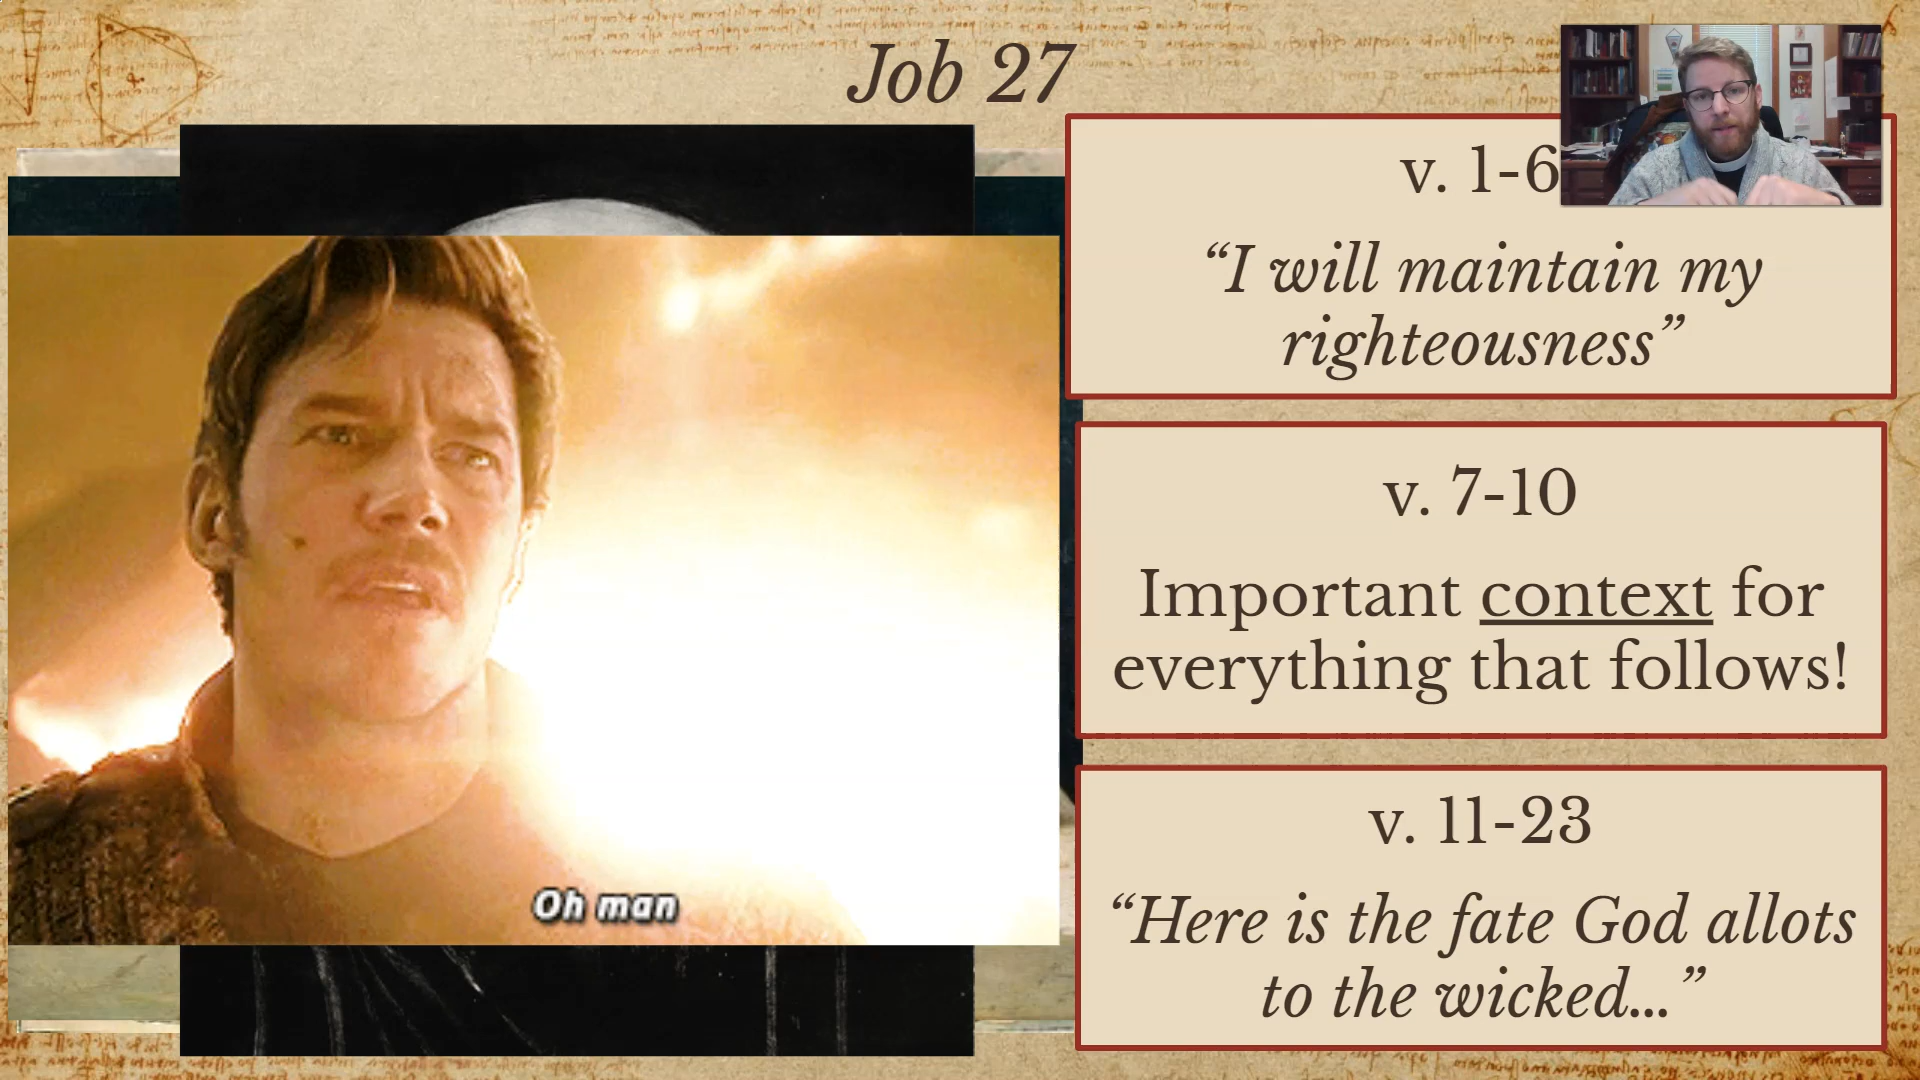 Job 27
v. 1-6
“I will maintain my
righteousness”
v. 7-10
Important context for
everything that follows!
v. 11-23
“Here is the fate God allots
to the wicked...”
Oh man